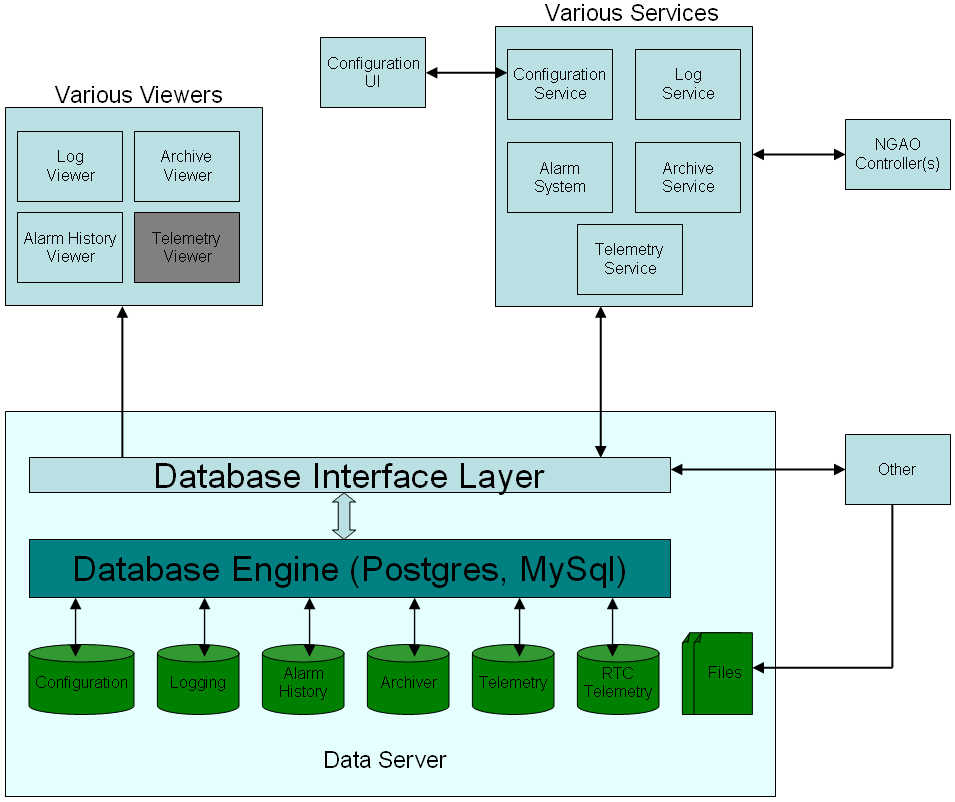 Various Services
Configuration
UI
Configuration
Service
Log
Service
Various Viewers
Log
Viewer
Archive
Viewer
Alarm
System
Archive
Service
NGAO
Controller(s)
Alarm History
Viewer
Telemetry
Viewer
Telemetry
Service
Database Interface Layer
Other
Database Engine (Postgres, MySql)
Configuration
Logging
Alarm
History
Archiver
Telemetry
RTC
Telemetry
Files
Data Server